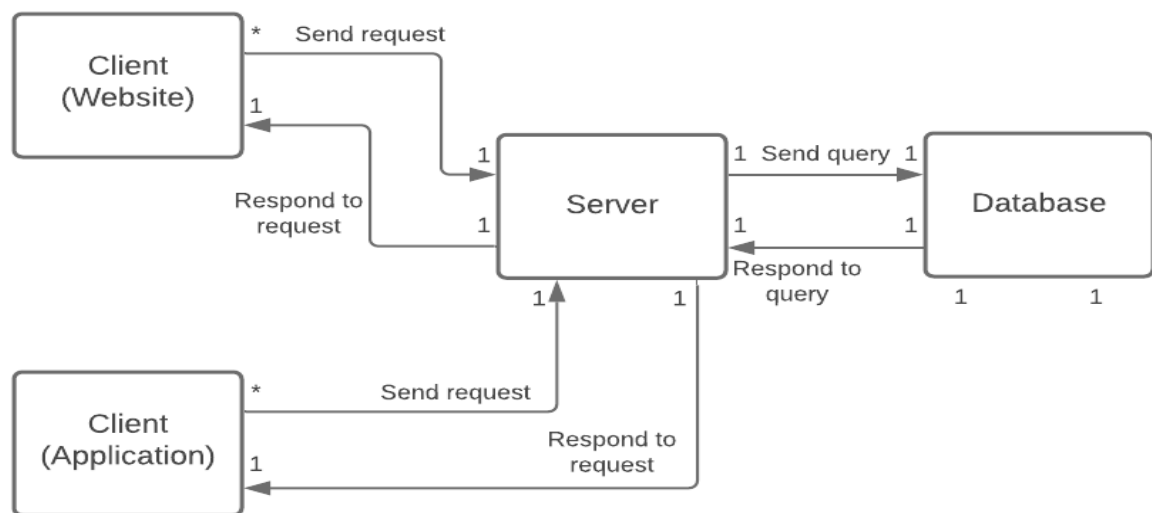 Client
(Website)
* Send request
1
Respond to
request
1
1
Server
1 Send query 1
1 1
Respond to
query
Database
1 1
1 1
Client
(Application)
* Send request
Respond to
request
1